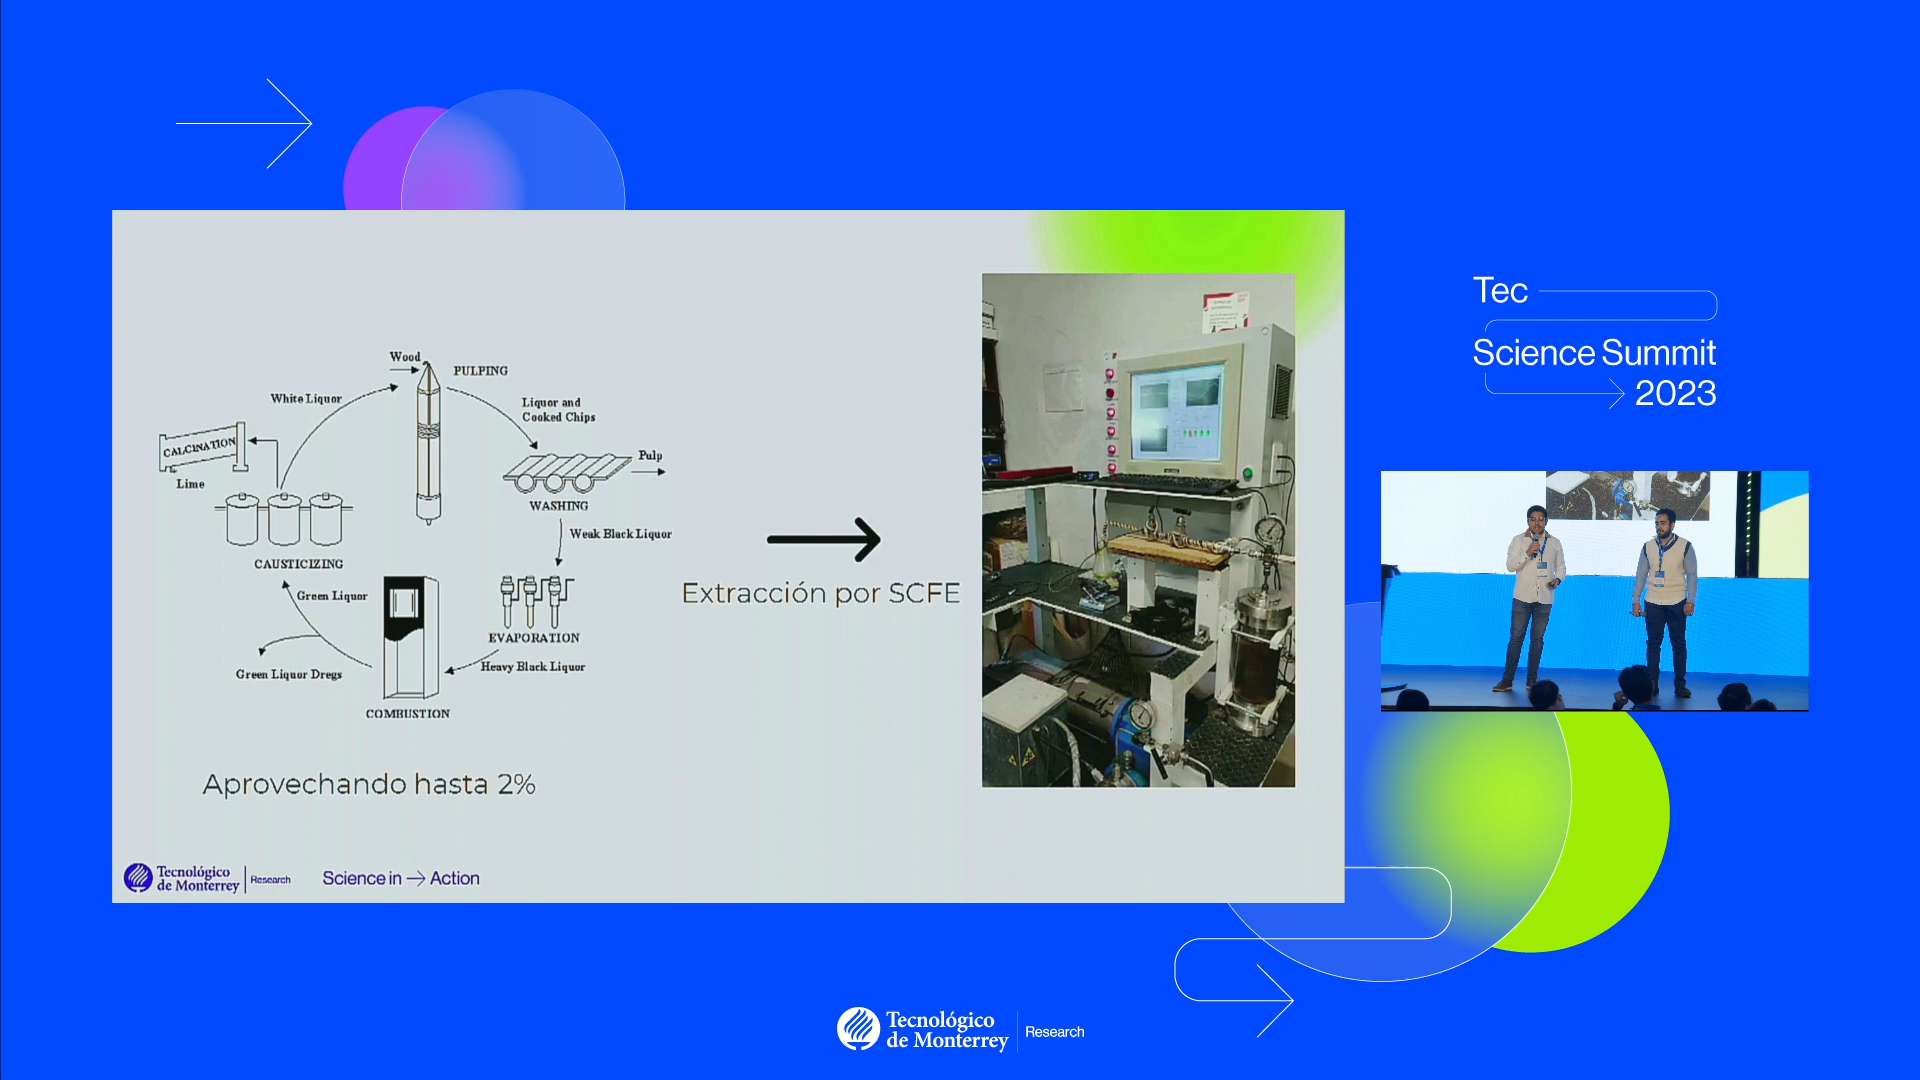 Wood
PULPING
White Liquor
Liquor and
Cooked Chips
CALCINATION
Lime
Pulp
WASHING
Weak Black Liquor
CAUSTICIZING
Green Liquor
EVAPORATION
Heavy Black Liquor
Green Liquor Dregs
COMBUSTION
Aprovechando hasta 2%
Extracción por SCFE
Tecnológico
de Monterrey
Research
Science in Action
Tec
Science Summit
2023
Tecnológico
de Monterrey
Research